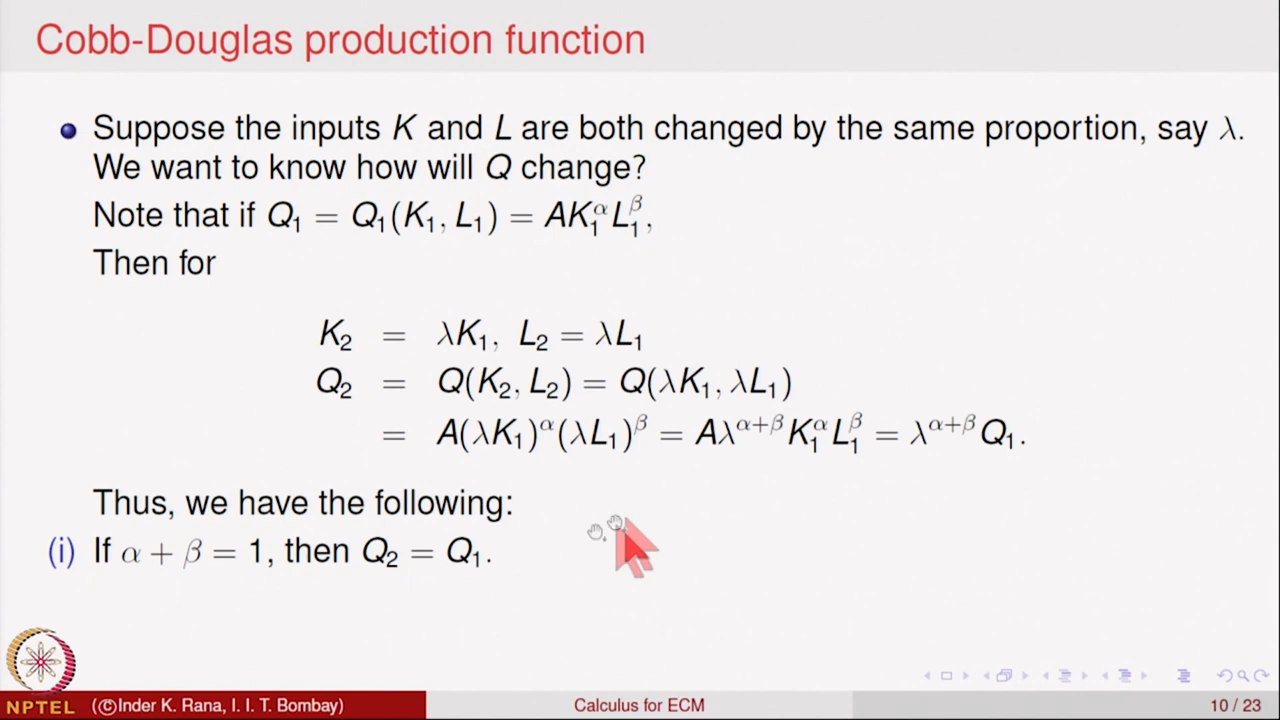 Cobb-Douglas production function
Suppose the inputs K and L are both changed by the same proportion, say λ.
We want to know how will Q change?
Note that if Q₁ = Q₁(K₁, L₁) = AK₁^α L₁^β,
Then for
K₂ = λK₁, L₂ = λL₁
Q₂ = Q(K₂, L₂) = Q(λK₁, λL₁)
= A(λK₁)^α(λL₁)^β = Aλ^(α+β) K₁^α L₁^β = λ^(α+β) Q₁.
Thus, we have the following:
(i) If α + β = 1, then Q₂ = Q₁.
NPTEL (©Inder K. Rana, I. I. T. Bombay) Calculus for ECM 10 / 23